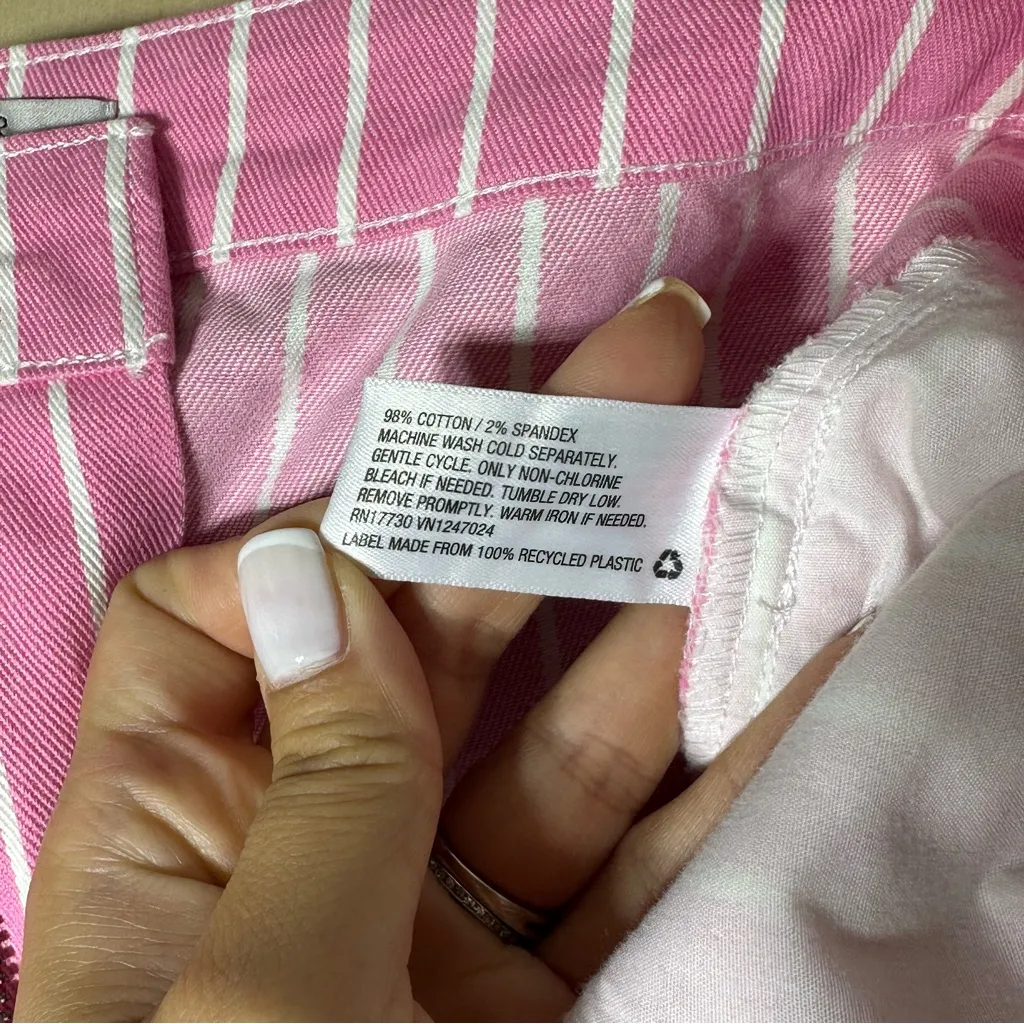 98% COTTON / 2% SPANDEX
MACHINE WASH COLD SEPARATELY.
GENTLE CYCLE. ONLY NON-CHLORINE
BLEACH IF NEEDED. TUMBLE DRY LOW.
REMOVE PROMPTLY. WARM IRON IF NEEDED.
RN17730 VN1247024
LABEL MADE FROM 100% RECYCLED PLASTIC